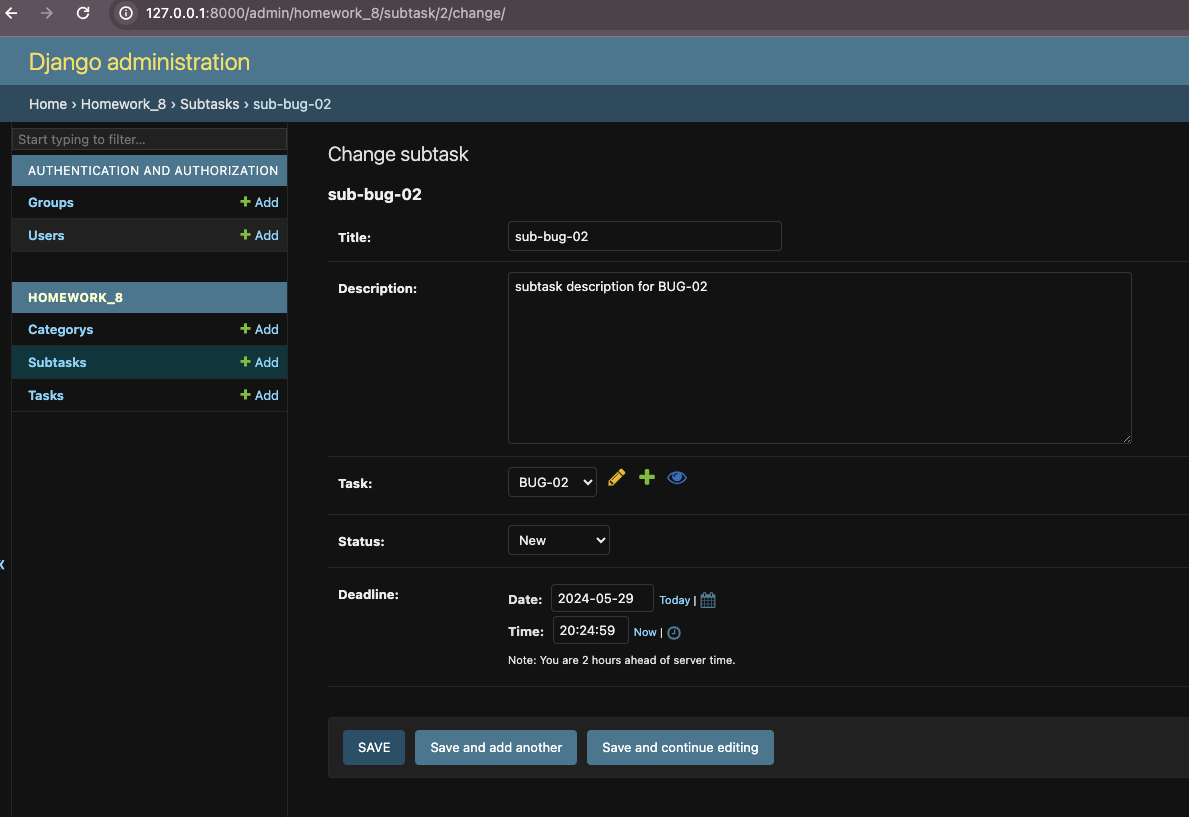 127.0.0.1:8000/admin/homework_8/subtask/2/change/
Django administration
Home › Homework_8 › Subtasks › sub-bug-02
Start typing to filter...
AUTHENTICATION AND AUTHORIZATION
Groups + Add
Users + Add
HOMEWORK_8
Categorys + Add
Subtasks + Add
Tasks + Add
Change subtask
sub-bug-02
Title: sub-bug-02
Description: subtask description for BUG-02
Task: BUG-02
Status: New
Deadline:
Date: 2024-05-29 Today |
Time: 20:24:59 Now |
Note: You are 2 hours ahead of server time.
SAVE Save and add another Save and continue editing